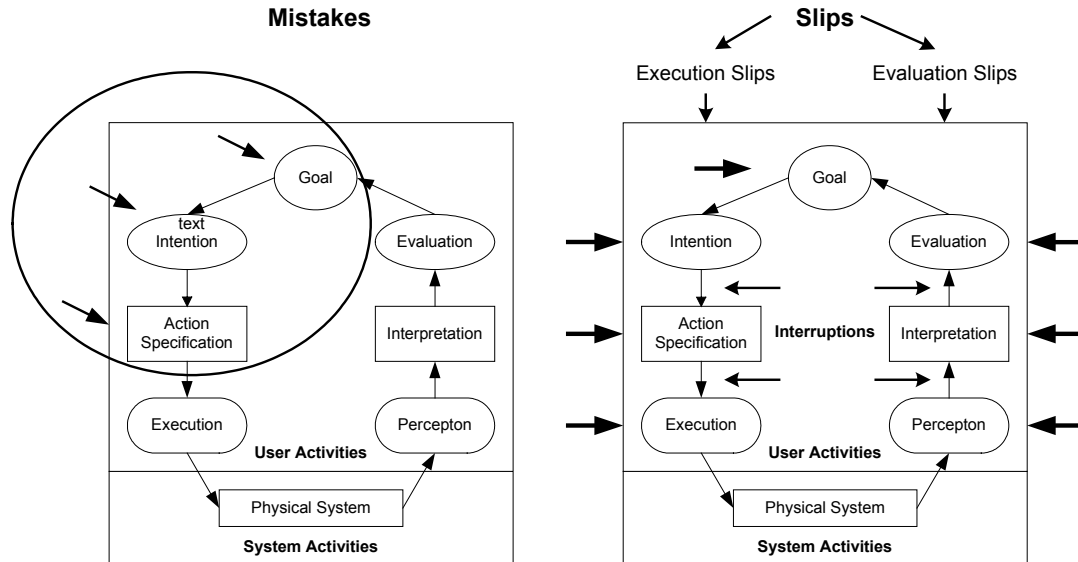 Mistakes
Goal
text
Intention
Evaluation
Action
Specification
Interpretation
Execution
Percepton
User Activities
Physical System
System Activities
Slips
Execution Slips
Evaluation Slips
Goal
Intention
Evaluation
Action
Specification
Interruptions
Interpretation
Execution
Percepton
User Activities
Physical System
System Activities